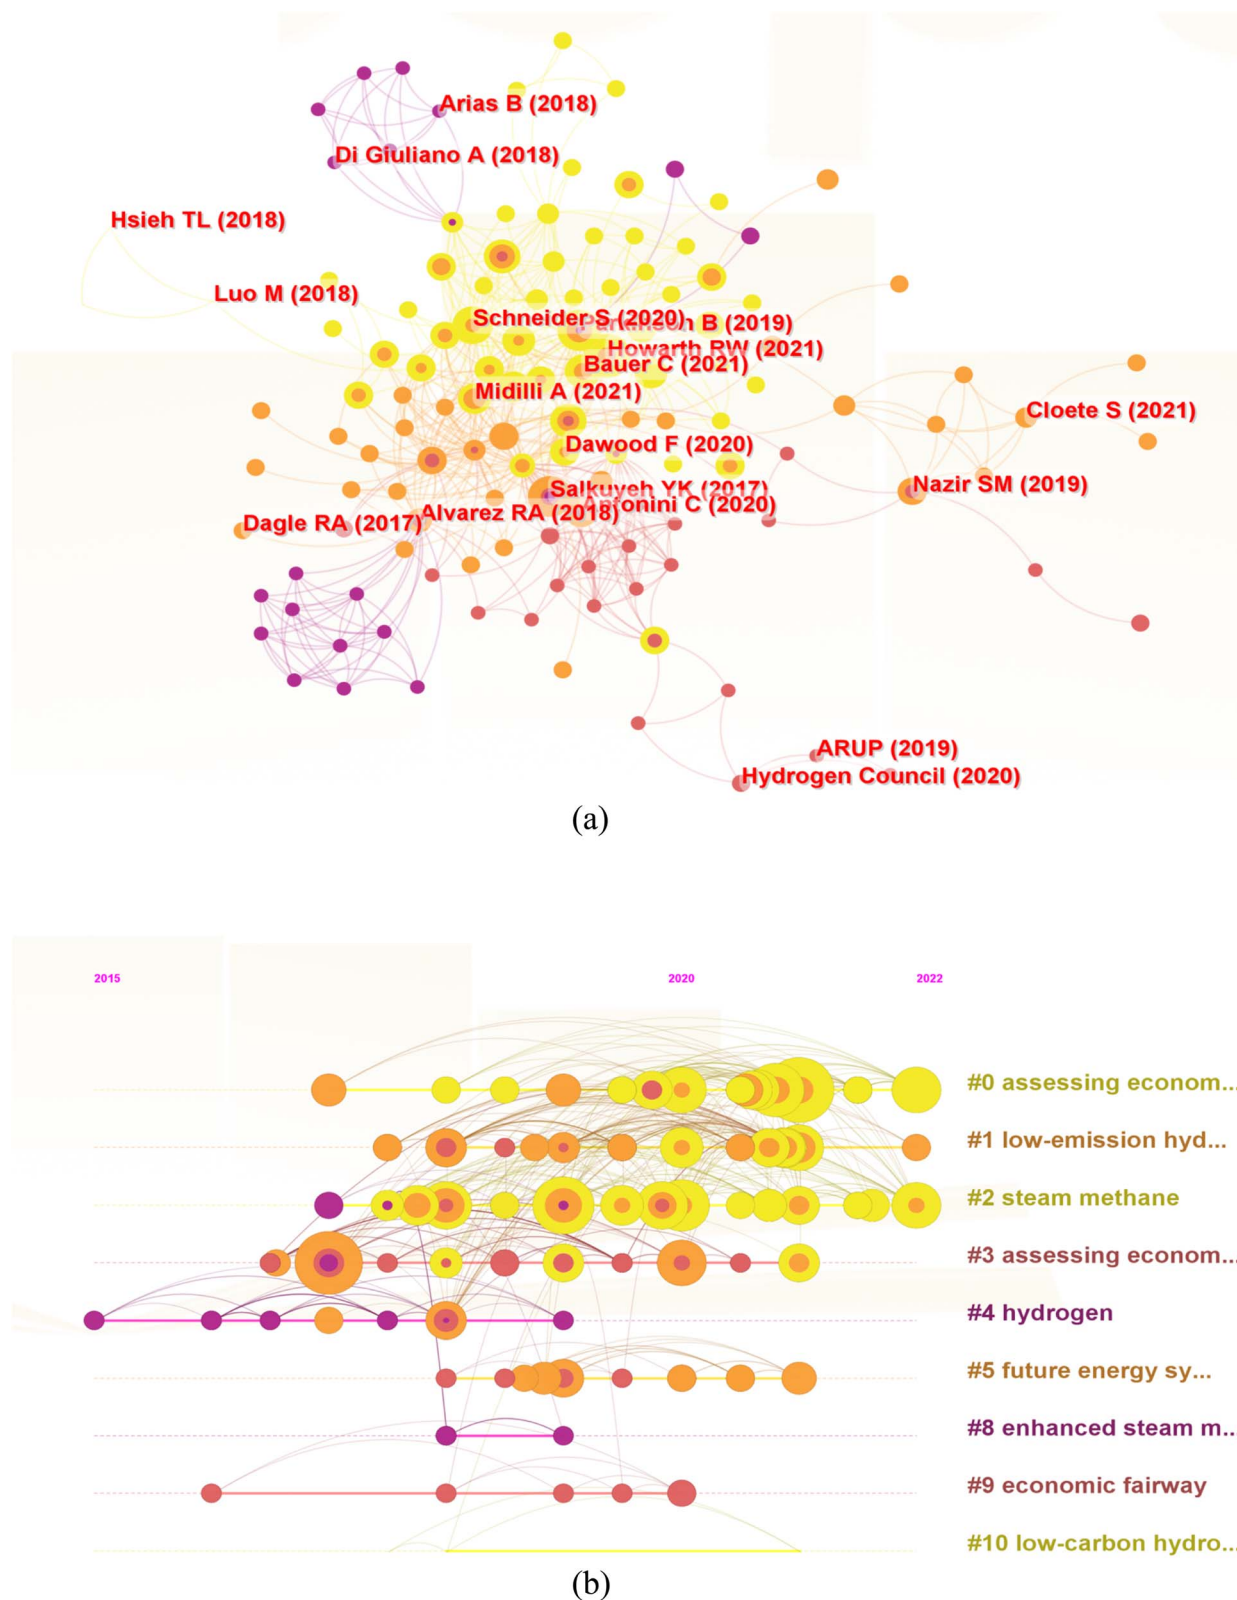 Arias B (2018)
Di Giuliano A (2018)
Hsieh TL (2018)
Luo M (2018)
Schneider S (2020)
Parkinson B (2019)
Howarth RW (2021)
Bauer C (2021)
Midilli A (2021)
Cloete S (2021)
Dawood F (2020)
Nazir SM (2019)
Salkuyeh YK (2017)
Antonini C (2020)
Alvarez RA (2018)
Dagle RA (2017)
ARUP (2019)
Hydrogen Council (2020)
(a)
2015 2020 2022
#0 assessing econom...
#1 low-emission hyd...
#2 steam methane
#3 assessing econom...
#4 hydrogen
#5 future energy sy...
#8 enhanced steam m...
#9 economic fairway
#10 low-carbon hydro...
(b)